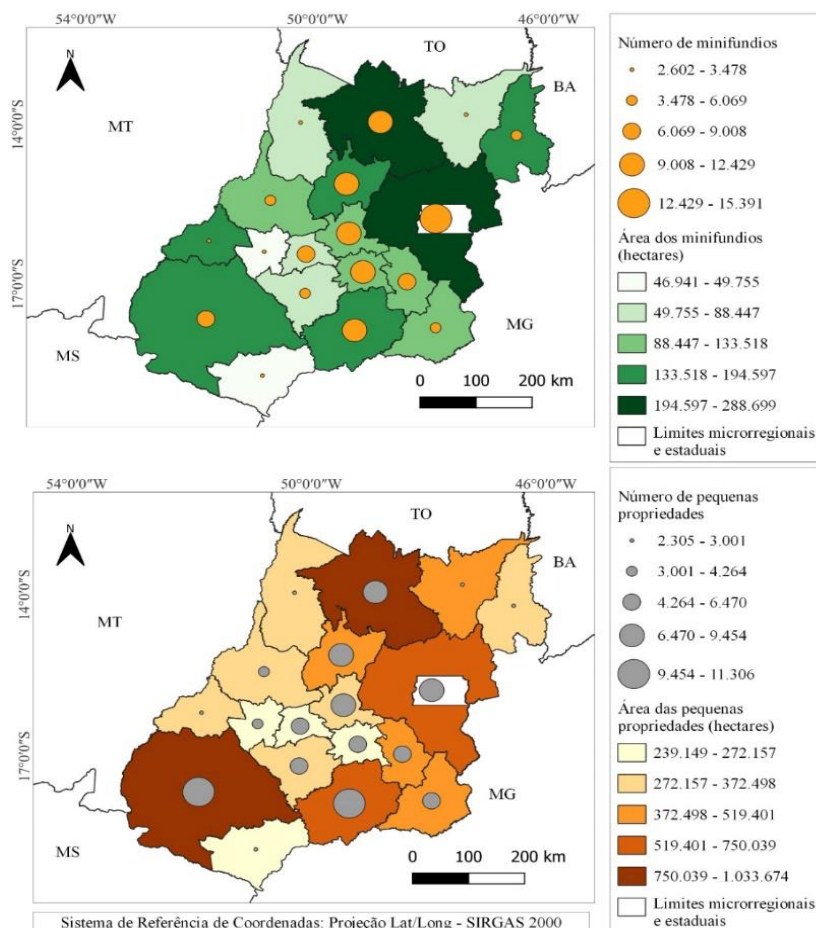 54°0'0"W
50°0'0"W
46°0'0"W
TO
BA
MT
MG
MS
N
14°0'0"S
17°0'0"S
0 100 200 km
Número de minifundios
2.602 - 3.478
3.478 - 6.069
6.069 - 9.008
9.008 - 12.429
12.429 - 15.391
Área dos minifundios
(hectares)
46.941 - 49.755
49.755 - 88.447
88.447 - 133.518
133.518 - 194.597
194.597 - 288.699
Limites microrregionais
e estaduais
54°0'0"W
50°0'0"W
46°0'0"W
TO
BA
MT
MG
MS
N
14°0'0"S
17°0'0"S
0 100 200 km
Número de pequenas
propriedades
2.305 - 3.001
3.001 - 4.264
4.264 - 6.470
6.470 - 9.454
9.454 - 11.306
Área das pequenas
propriedades (hectares)
239.149 - 272.157
272.157 - 372.498
372.498 - 519.401
519.401 - 750.039
750.039 - 1.033.674
Limites microrregionais
e estaduais
Sistema de Referência de Coordenadas: Projeção Lat/Long - SIRGAS 2000